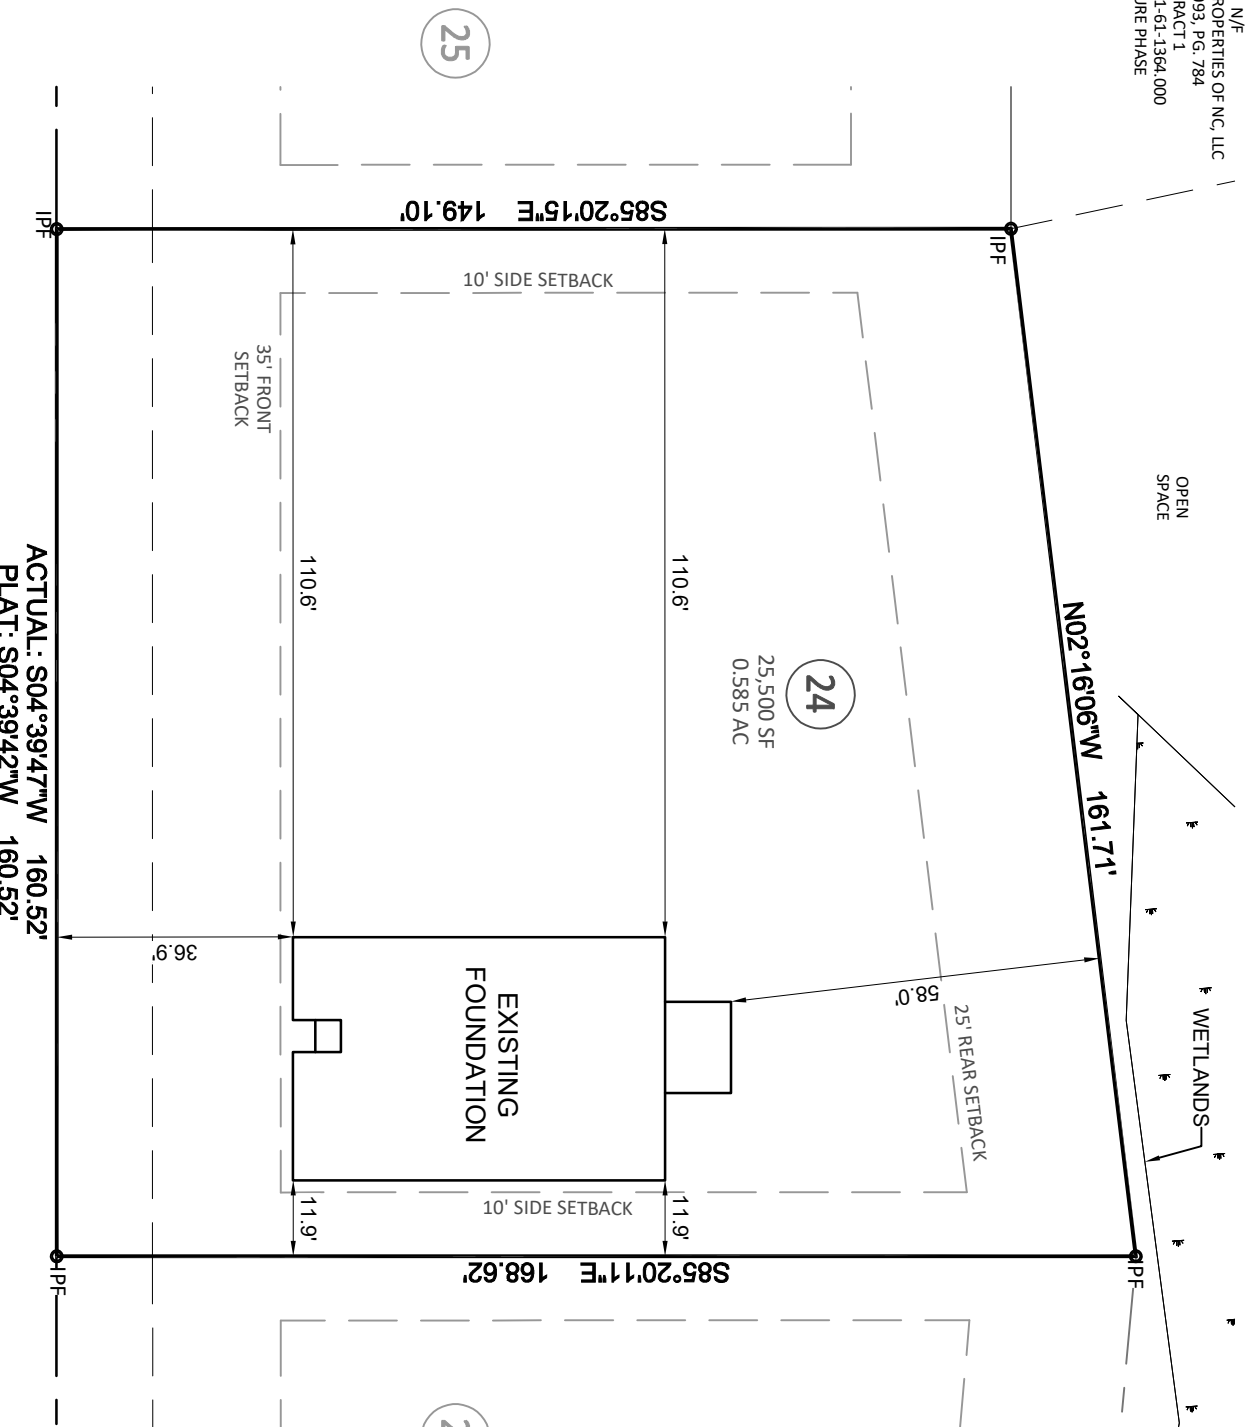 N/F
ROPERTIES OF NC, LLC
093, PG. 784
RACT 1
1-61-1364.000
URE PHASE
25
IPF
S85°20'15"E 149.10'
IPF
10' SIDE SETBACK
35' FRONT
SETBACK
OPEN
SPACE
110.6'
110.6'
24
25,500 SF
0.585 AC
N02°16'06"W 161.71'
ACTUAL: S04°39'47"W 160.52'
PLAT: S04°39'42"W 160.52'
36.9'
58.0'
EXISTING
FOUNDATION
25' REAR SETBACK
WETLANDS
11.9'
11.9'
10' SIDE SETBACK
S85°20'11"E 168.62'
IPF
IPF